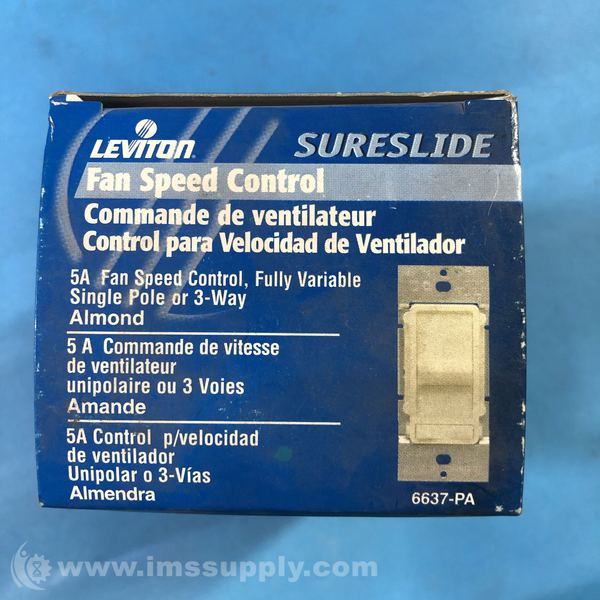 LEVITON
SURESLIDE
Fan Speed Control
Commande de ventilateur
Control para Velocidad de Ventilador
5A Fan Speed Control, Fully Variable
Single Pole or 3-Way
Almond
5 A Commande de vitesse
de ventilateur
unipolaire ou 3 Voies
Amande
5A Control p/velocidad
de ventilador
Unipolar o 3-Vías
Almendra
6637-PA
www.imssupply.com